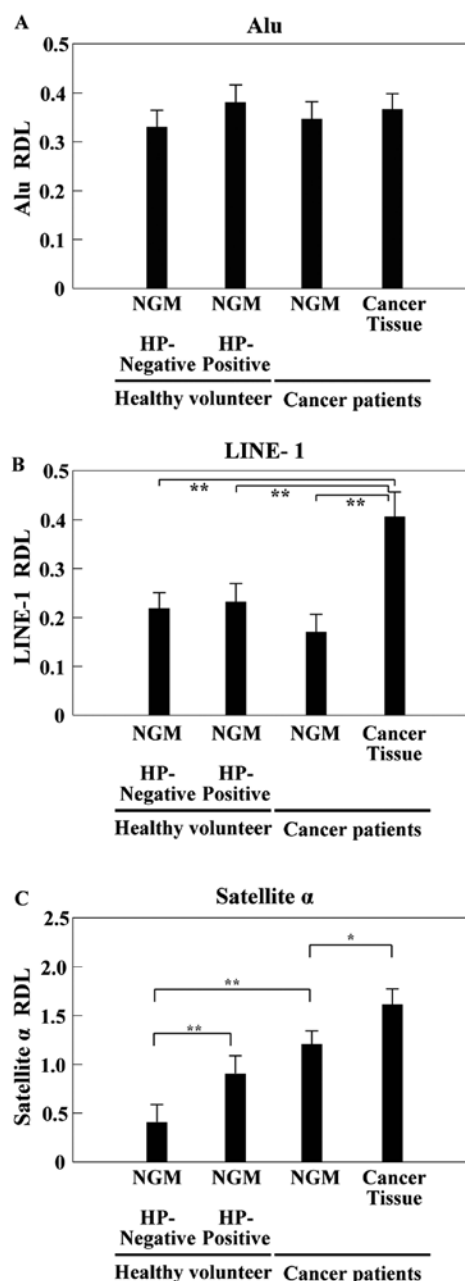 A
Alu
0.5
0.4
0.3
0.2
0.1
0
Alu RDL
NGM NGM NGM Cancer
Tissue
HP- HP-
Negative Positive
Healthy volunteer Cancer patients
B
LINE- 1
0.5
0.4
0.3
0.2
0.1
0
LINE-1 RDL
** ** **
NGM NGM NGM Cancer
Tissue
HP- HP-
Negative Positive
Healthy volunteer Cancer patients
C
Satellite α
2.5
2.0
1.5
1.0
0.5
0
Satellite α RDL
*
**
**
NGM NGM NGM Cancer
Tissue
HP- HP-
Negative Positive
Healthy volunteer Cancer patients